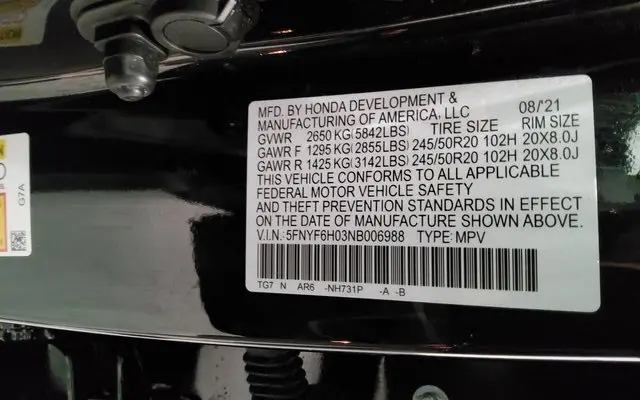 MFD. BY HONDA DEVELOPMENT &
MANUFACTURING OF AMERICA, LLC 08/'21
GVWR 2650 KG(5842LBS) TIRE SIZE RIM SIZE
GAWR F 1295 KG(2855LBS) 245/50R20 102H 20X8.0J
GAWR R 1425 KG(3142LBS) 245/50R20 102H 20X8.0J
THIS VEHICLE CONFORMS TO ALL APPLICABLE
FEDERAL MOTOR VEHICLE SAFETY
AND THEFT PREVENTION STANDARDS IN EFFECT
ON THE DATE OF MANUFACTURE SHOWN ABOVE.
V.I.N.: 5FNYF6H03NB006988 TYPE: MPV
TG7 N AR6 -NH731P -A -B
G7A